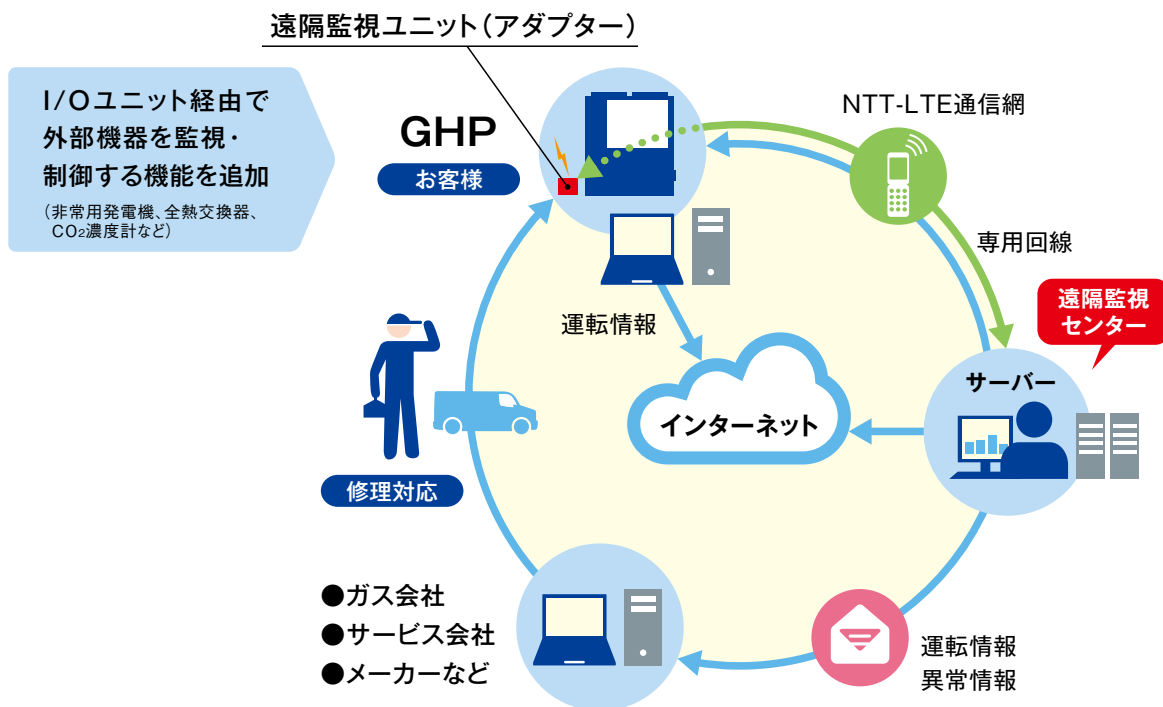 遠隔監視ユニット（アダプター）
I/Oユニット経由で
外部機器を監視・
制御する機能を追加
（非常用発電機、全熱交換器、
CO₂濃度計など）
GHP
お客様
NTT-LTE通信網
専用回線
遠隔監視
センター
サーバー
運転情報
インターネット
修理対応
●ガス会社
●サービス会社
●メーカーなど
運転情報
異常情報